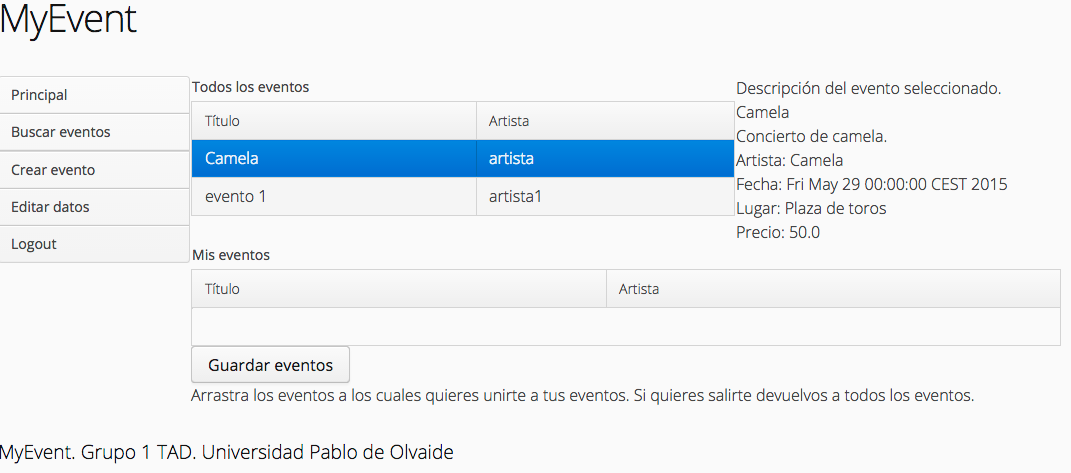 MyEvent
Principal
Buscar eventos
Crear evento
Editar datos
Logout
Todos los eventos
Título Artista
Camela artista
evento 1 artista1
Descripción del evento seleccionado.
Camela
Concierto de camela.
Artista: Camela
Fecha: Fri May 29 00:00:00 CEST 2015
Lugar: Plaza de toros
Precio: 50.0
Mis eventos
Título Artista
Guardar eventos
Arrastra los eventos a los cuales quieres unirte a tus eventos. Si quieres salirte devuelvos a todos los eventos.
MyEvent. Grupo 1 TAD. Universidad Pablo de Olvaide